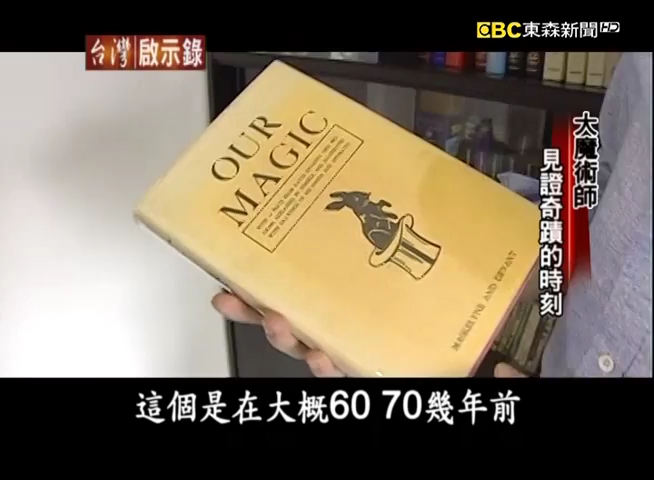 EBC東森新聞HD
台灣啟示錄
大魔術師
見證奇蹟的時刻
OUR
MAGIC
MASKELYNE AND DEVANT
這個是在大概60 70幾年前